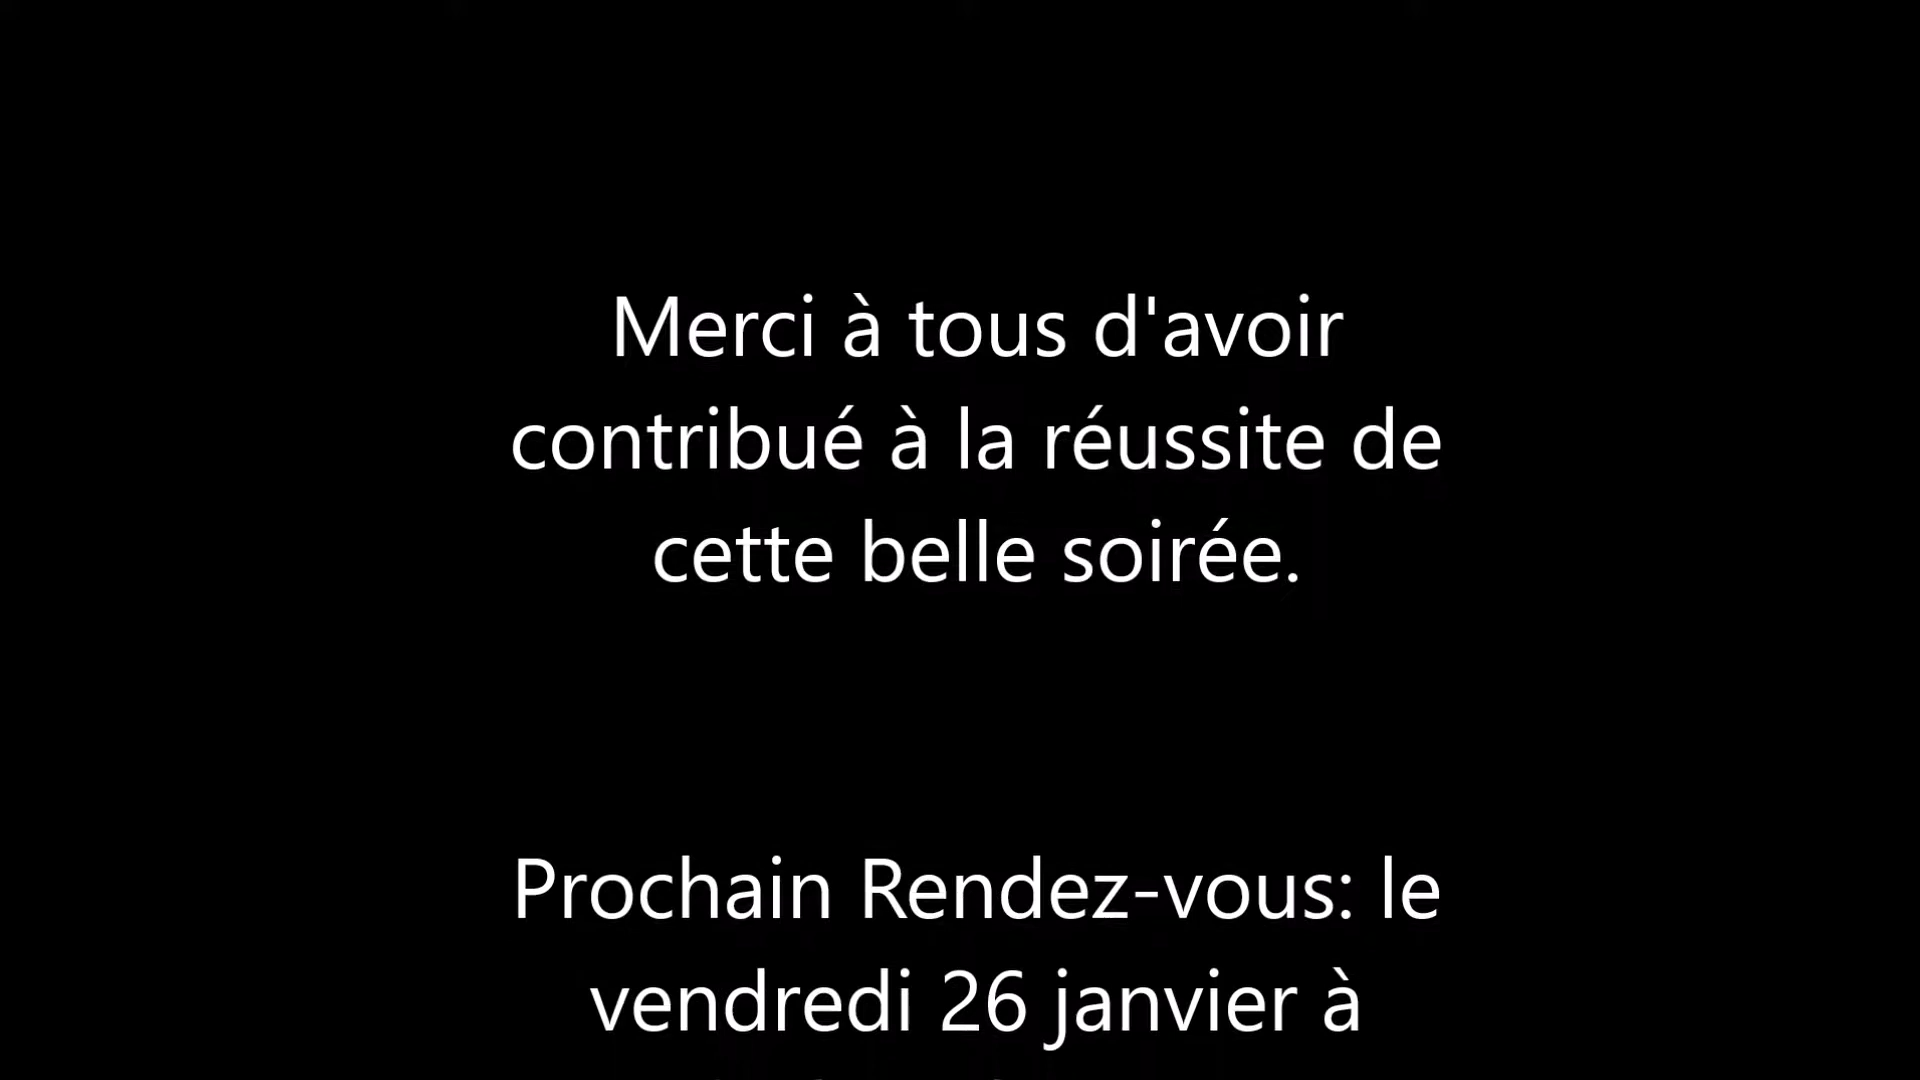 Merci à tous d'avoir
contribué à la réussite de
cette belle soirée.
Prochain Rendez-vous: le
vendredi 26 janvier à